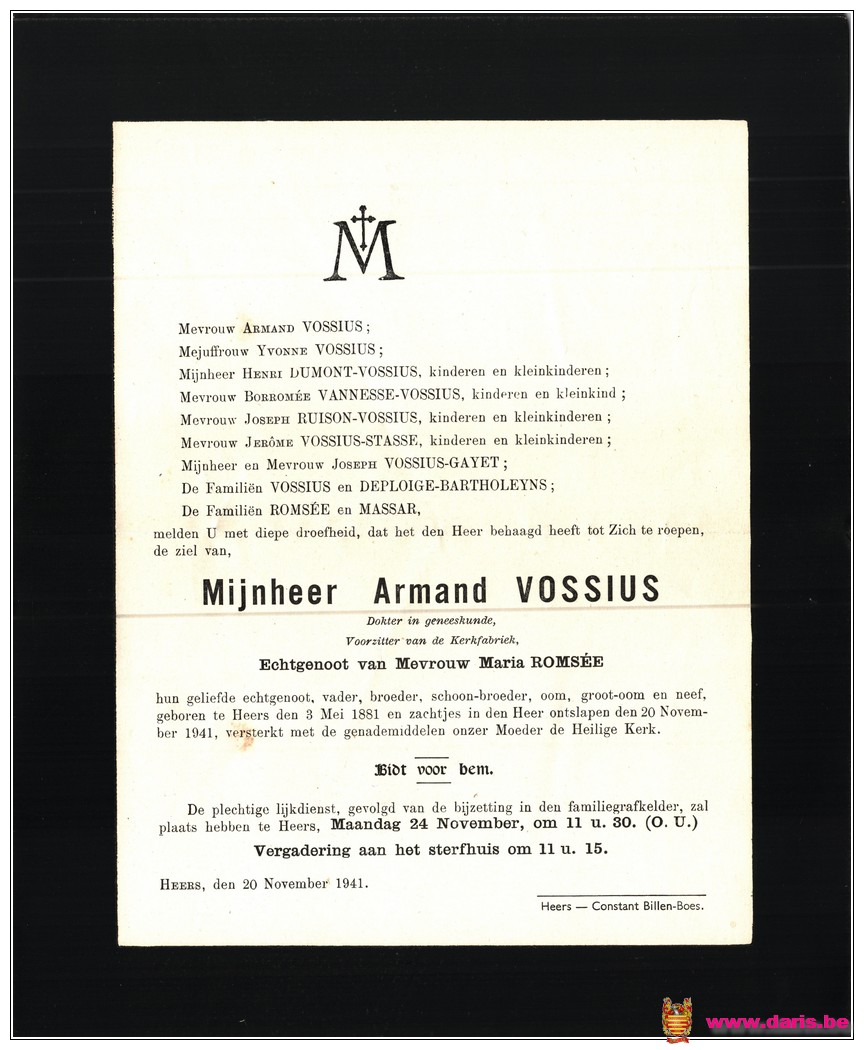 M
Mevrouw ARMAND VOSSIUS ;
Mejuffrouw YVONNE VOSSIUS ;
Mijnheer HENRI DUMONT-VOSSIUS, kinderen en kleinkinderen ;
Mevrouw BORROMÉE VANNESSE-VOSSIUS, kinderen en kleinkind ;
Mevrouw JOSEPH RUISON-VOSSIUS, kinderen en kleinkinderen ;
Mevrouw JERÔME VOSSIUS-STASSE, kinderen en kleinkinderen ;
Mijnheer en Mevrouw JOSEPH VOSSIUS-GAYET ;
De Familiën VOSSIUS en DEPLOIGE-BARTHOLEYNS ;
De Familiën ROMSÉE en MASSAR,
melden U met diepe droefheid, dat het den Heer behaagd heeft tot Zich te roepen,
de ziel van,
Mijnheer Armand VOSSIUS
Dokter in geneeskunde,
Voorzitter van de Kerkfabriek,
Echtgenoot van Mevrouw Maria ROMSÉE
hun geliefde echtgenoot, vader, broeder, schoon-broeder, oom, groot-oom en neef,
geboren te Heers den 3 Mei 1881 en zachtjes in den Heer ontslapen den 20 Novem-
ber 1941, versterkt met de genademiddelen onzer Moeder de Heilige Kerk.
Bidt voor hem.
De plechtige lijkdienst, gevolgd van de bijzetting in den familiegrafkelder, zal
plaats hebben te Heers, Maandag 24 November, om 11 u. 30. (O. U.)
Vergadering aan het sterfhuis om 11 u. 15.
HEERS, den 20 November 1941.
Heers — Constant Billen-Boes.
www.daris.be